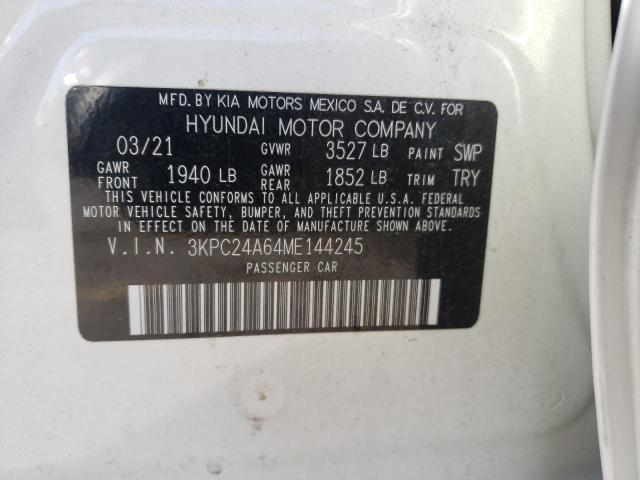 MFD. BY KIA MOTORS MEXICO S.A. DE C.V. FOR
HYUNDAI MOTOR COMPANY
03/21 GVWR 3527 LB PAINT SWP
GAWR FRONT 1940 LB GAWR REAR 1852 LB TRIM TRY
THIS VEHICLE CONFORMS TO ALL APPLICABLE U.S.A. FEDERAL
MOTOR VEHICLE SAFETY, BUMPER, AND THEFT PREVENTION STANDARDS
IN EFFECT ON THE DATE OF MANUFACTURE SHOWN ABOVE.
V.I.N. 3KPC24A64ME144245
PASSENGER CAR